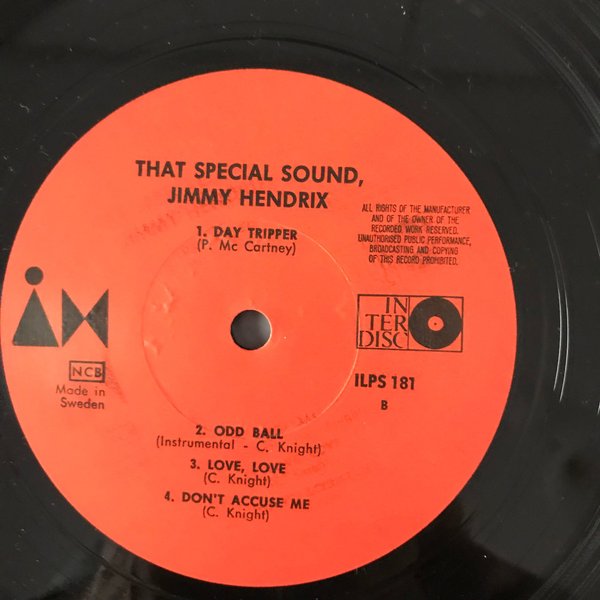 THAT SPECIAL SOUND,
JIMMY HENDRIX
1. DAY TRIPPER
(P. Mc Cartney)
ALL RIGHTS OF THE MANUFACTURER
AND OF THE OWNER OF THE
RECORDED WORK RESERVED.
UNAUTHORISED PUBLIC PERFORMANCE,
BROADCASTING AND COPYING
OF THIS RECORD PROHIBITED.
IN
TER
DISC
NCB
Made in
Sweden
ILPS 181
B
2. ODD BALL
(Instrumental - C. Knight)
3. LOVE, LOVE
(C. Knight)
4. DON'T ACCUSE ME
(C. Knight)